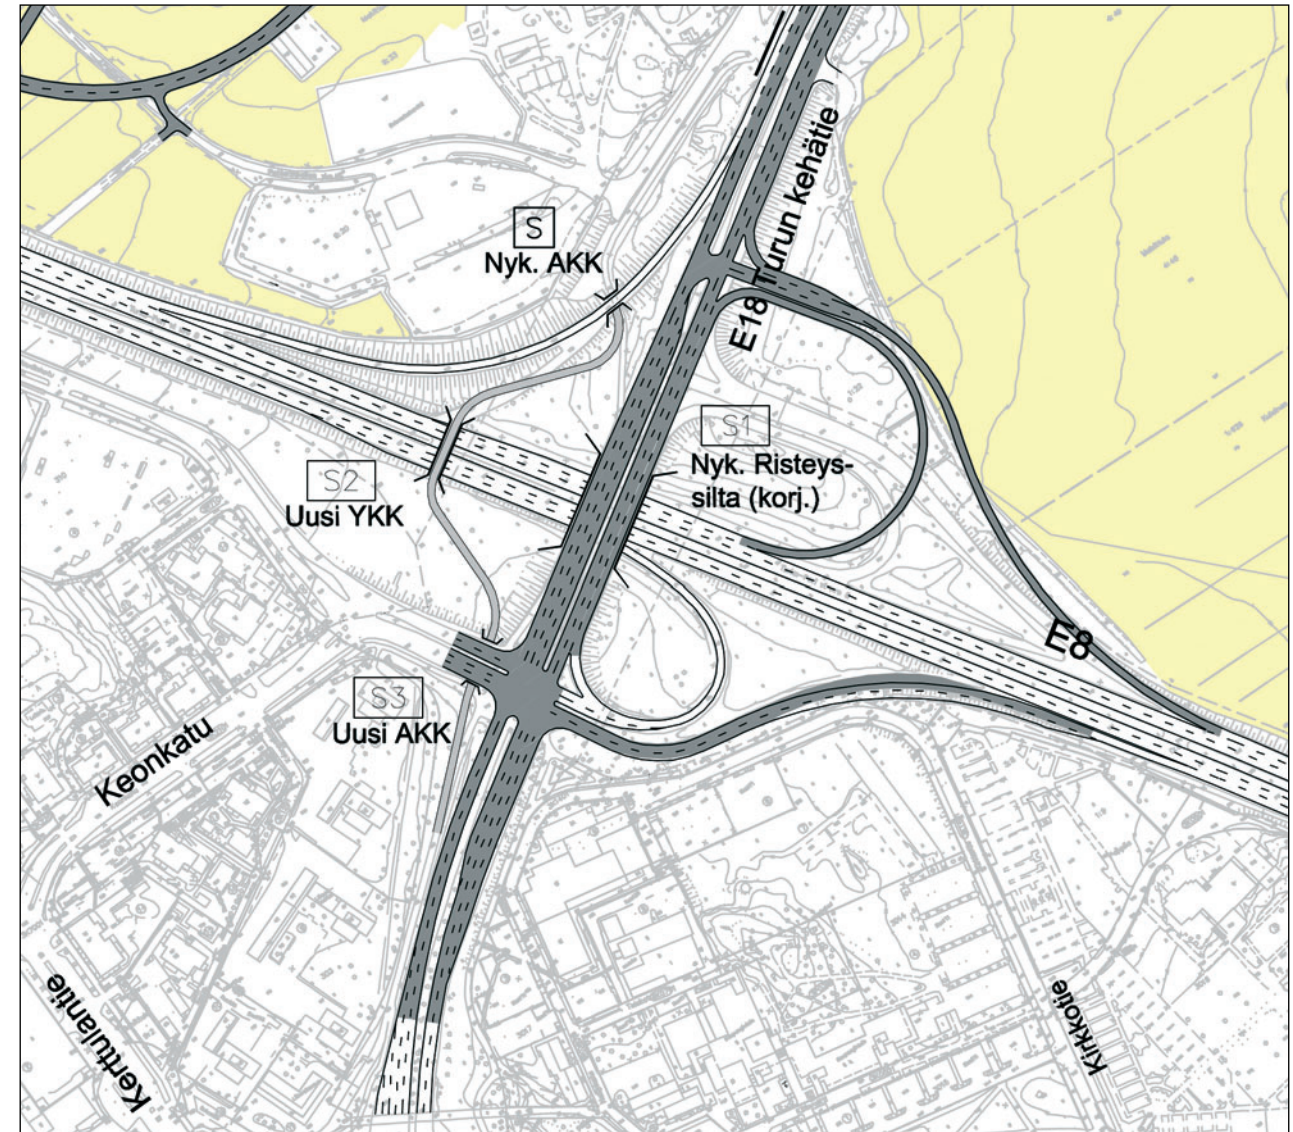 S
Nyk. AKK
E18 Turun kehätie
S1
Nyk. Risteys-
silta (korj.)
S2
Uusi YKK
E8
S3
Uusi AKK
Keonkatu
Kerttulantie
Kirkkotie